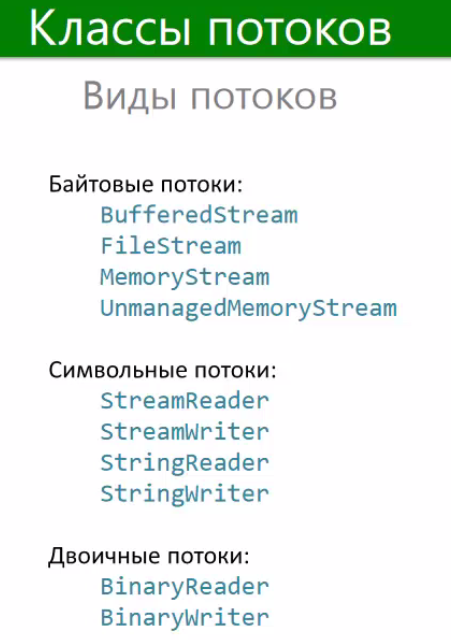 Классы потоков
Виды потоков
Байтовые потоки:
BufferedStream
FileStream
MemoryStream
UnmanagedMemoryStream
Символьные потоки:
StreamReader
StreamWriter
StringReader
StringWriter
Двоичные потоки:
BinaryReader
BinaryWriter